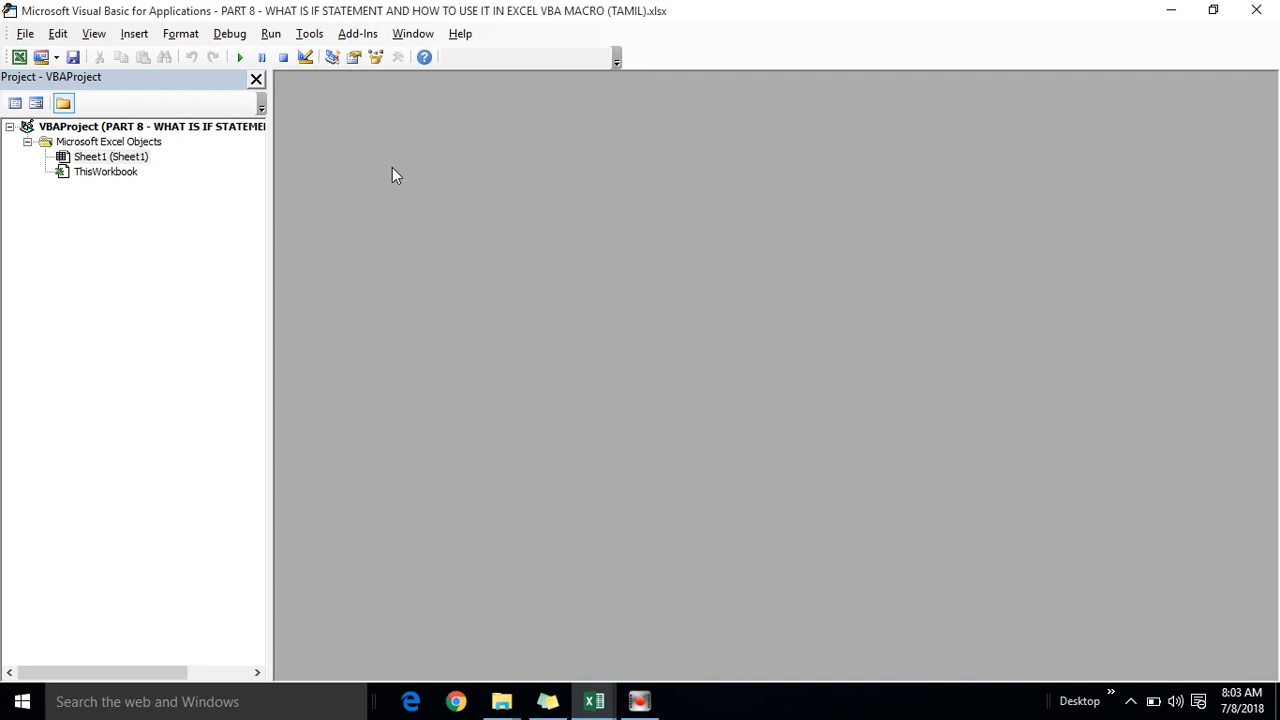 Microsoft Visual Basic for Applications - PART 8 - WHAT IS IF STATEMENT AND HOW TO USE IT IN EXCEL VBA MACRO (TAMIL).xlsx
File Edit View Insert Format Debug Run Tools Add-Ins Window Help
Project - VBAProject
VBAProject (PART 8 - WHAT IS IF STATEME
Microsoft Excel Objects
Sheet1 (Sheet1)
ThisWorkbook
Search the web and Windows
Desktop
8:03 AM
7/8/2018